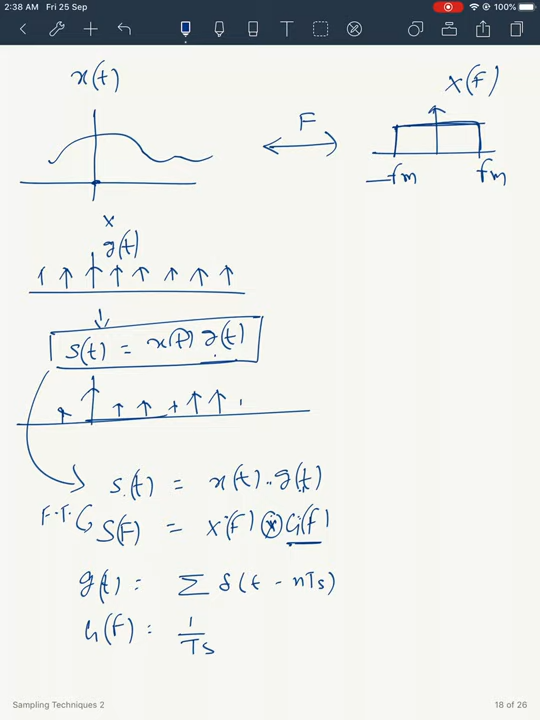 2:38 AM Fri 25 Sep
100%
T
x(t)
X(F)
F
-fm fm
x
g(t)
s(t) = x(t) g(t)
s(t) = x(t) . g(t)
F.T S(F) = X(F) ⊗ G(F)
g(t) = Σ δ(t - nTs)
G(F) = 1/Ts
Sampling Techniques 2
18 of 26